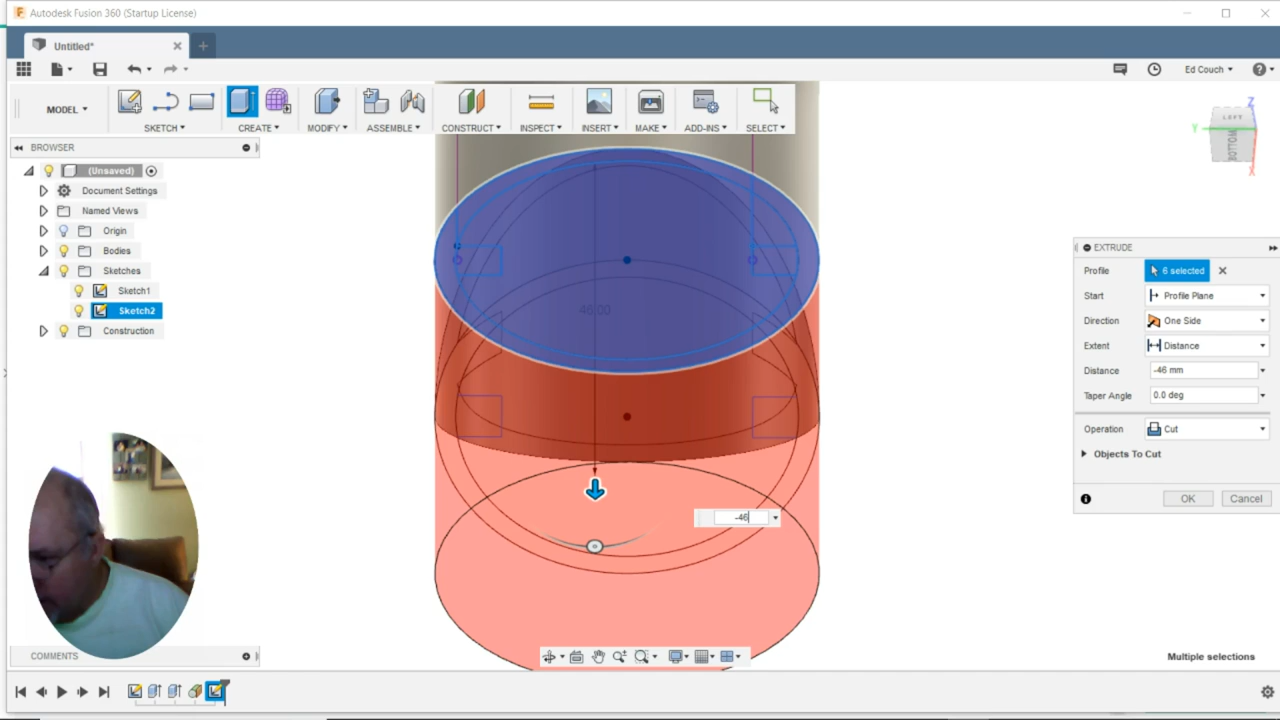 Autodesk Fusion 360 (Startup License)
Untitled*
Ed Couch
MODEL
SKETCH
CREATE
MODIFY
ASSEMBLE
CONSTRUCT
INSPECT
INSERT
MAKE
ADD-INS
SELECT
BROWSER
(Unsaved)
Document Settings
Named Views
Origin
Bodies
Sketches
Sketch1
Sketch2
Construction
Z
LEFT
Y
BOTTOM
X
46.00
-46
EXTRUDE
Profile 6 selected
Start Profile Plane
Direction One Side
Extent Distance
Distance -46 mm
Taper Angle 0.0 deg
Operation Cut
Objects To Cut
OK Cancel
COMMENTS
Multiple selections